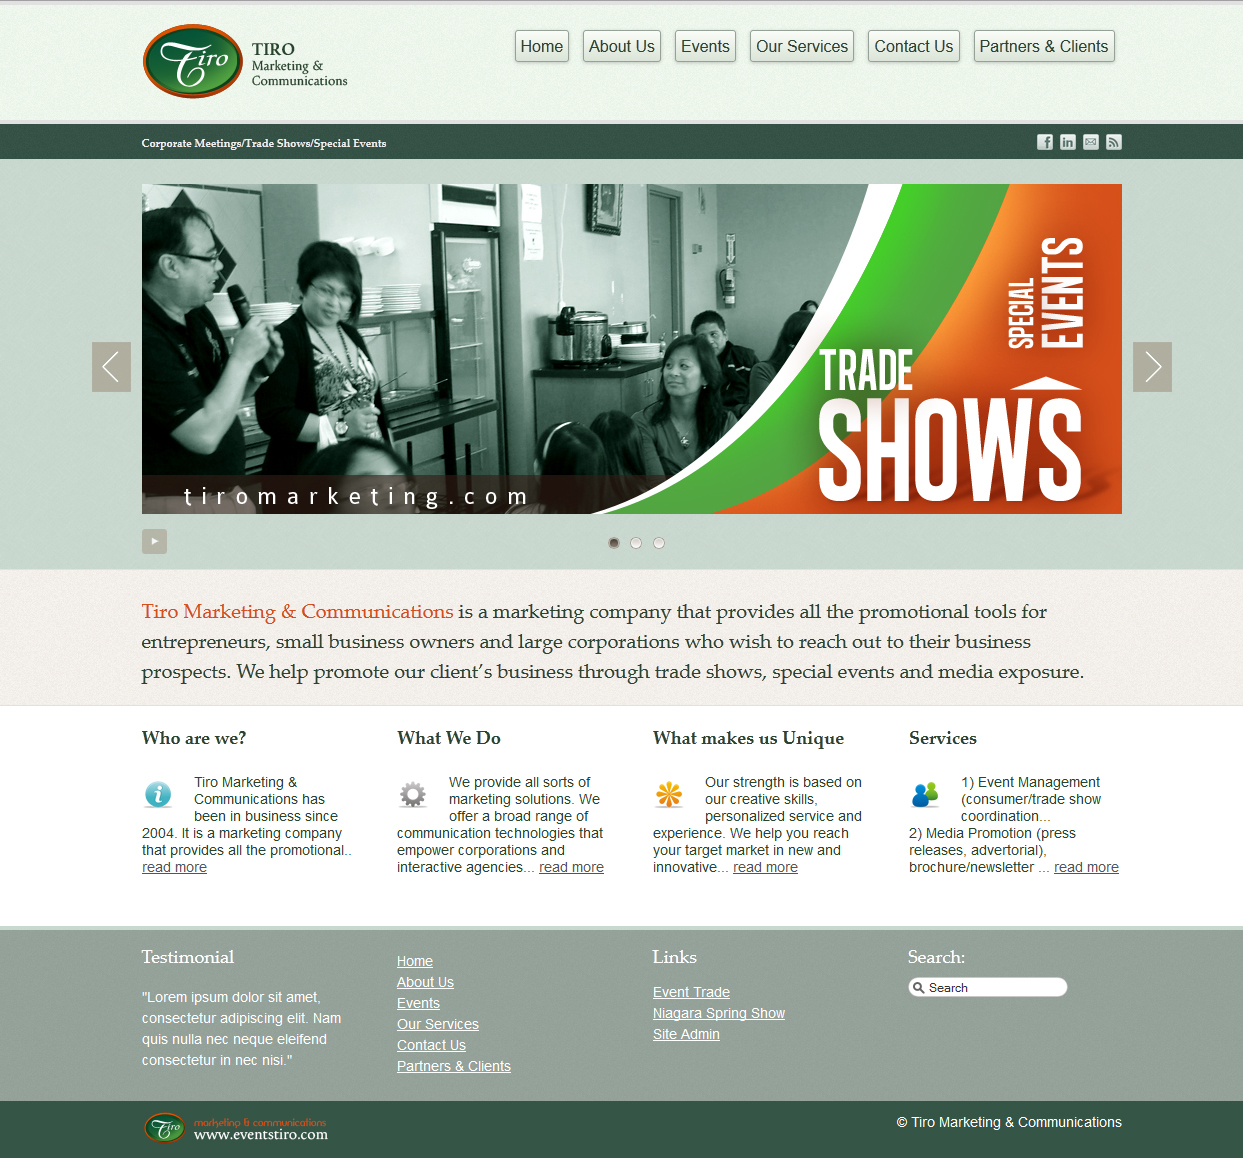 Tiro
TIRO
Marketing &
Communications
Home
About Us
Events
Our Services
Contact Us
Partners & Clients
Corporate Meetings/Trade Shows/Special Events
SPECIAL
EVENTS
TRADE
SHOWS
tiromarketing.com
Tiro Marketing & Communications is a marketing company that provides all the promotional tools for
entrepreneurs, small business owners and large corporations who wish to reach out to their business
prospects. We help promote our client’s business through trade shows, special events and media exposure.
Who are we?
Tiro Marketing &
Communications has
been in business since
2004. It is a marketing company
that provides all the promotional..
read more
What We Do
We provide all sorts of
marketing solutions. We
offer a broad range of
communication technologies that
empower corporations and
interactive agencies... read more
What makes us Unique
Our strength is based on
our creative skills,
personalized service and
experience. We help you reach
your target market in new and
innovative... read more
Services
1) Event Management
(consumer/trade show
coordination...
2) Media Promotion (press
releases, advertorial),
brochure/newsletter ... read more
Testimonial
"Lorem ipsum dolor sit amet,
consectetur adipiscing elit. Nam
quis nulla nec neque eleifend
consectetur in nec nisi."
Home
About Us
Events
Our Services
Contact Us
Partners & Clients
Links
Event Trade
Niagara Spring Show
Site Admin
Search:
Search
Tiro
marketing & communications
www.eventstiro.com
© Tiro Marketing & Communications